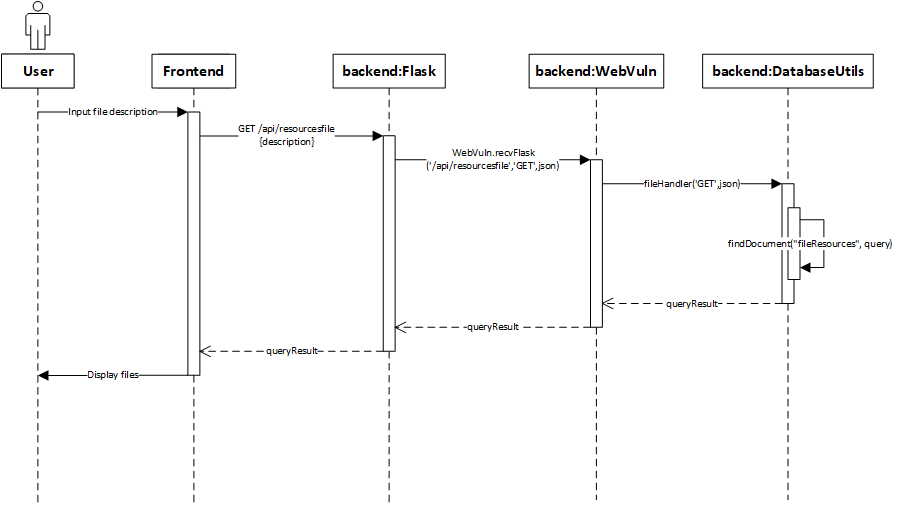 User
Frontend
backend:Flask
backend:WebVuln
backend:DatabaseUtils
Input file description
GET /api/resourcesfile
{description}
WebVuln.recvFlask
('/api/resourcesfile','GET',json)
fileHandler('GET',json)
findDocument("fileResources", query)
queryResult
queryResult
queryResult
Display files